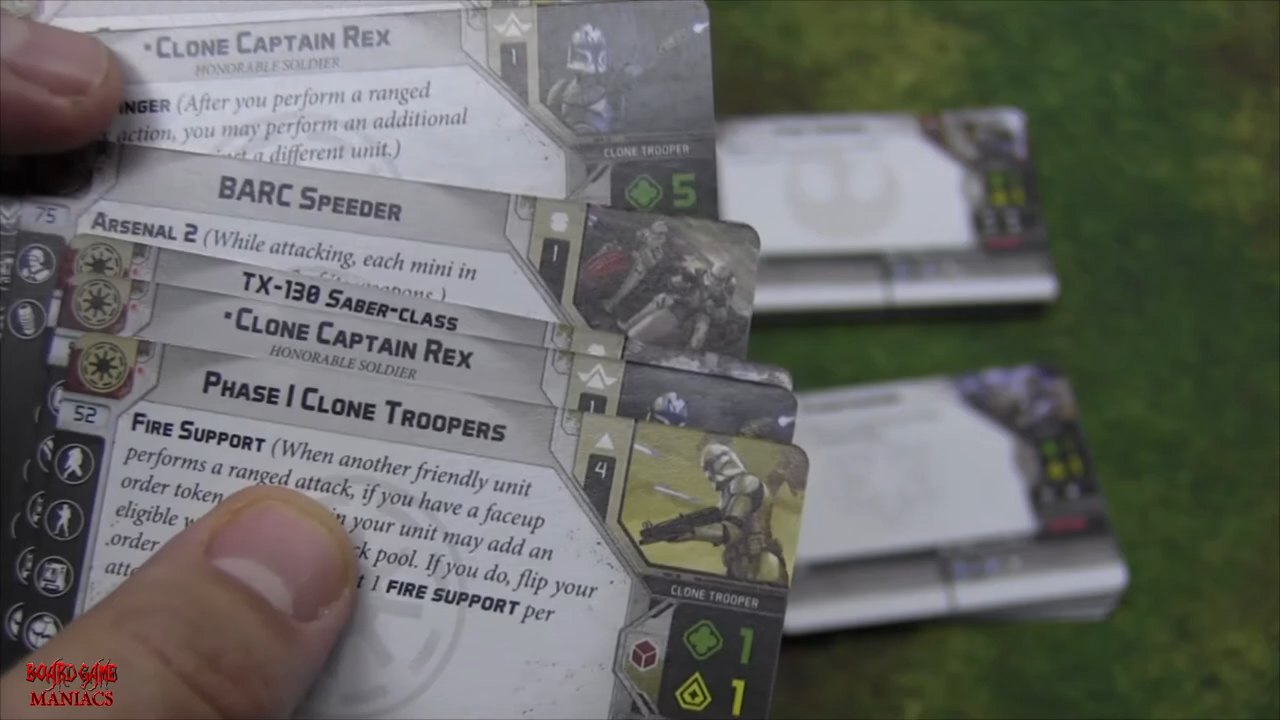 •Clone Captain Rex
Honorable Soldier
(After you perform a ranged
action, you may perform an additional
a different unit.)
1
Clone Trooper
5
BARC Speeder
75
Arsenal 2 (While attacking, each mini in
1
TX-130 Saber-class
•Clone Captain Rex
Honorable Soldier
1
Phase I Clone Troopers
52
Fire Support (When another friendly unit
performs a ranged attack, if you have a faceup
order token
in your unit may add an
eligible
pool. If you do, flip your
order
1 Fire Support per
4
Clone Trooper
1
1
BOARD GAME
MANIACS